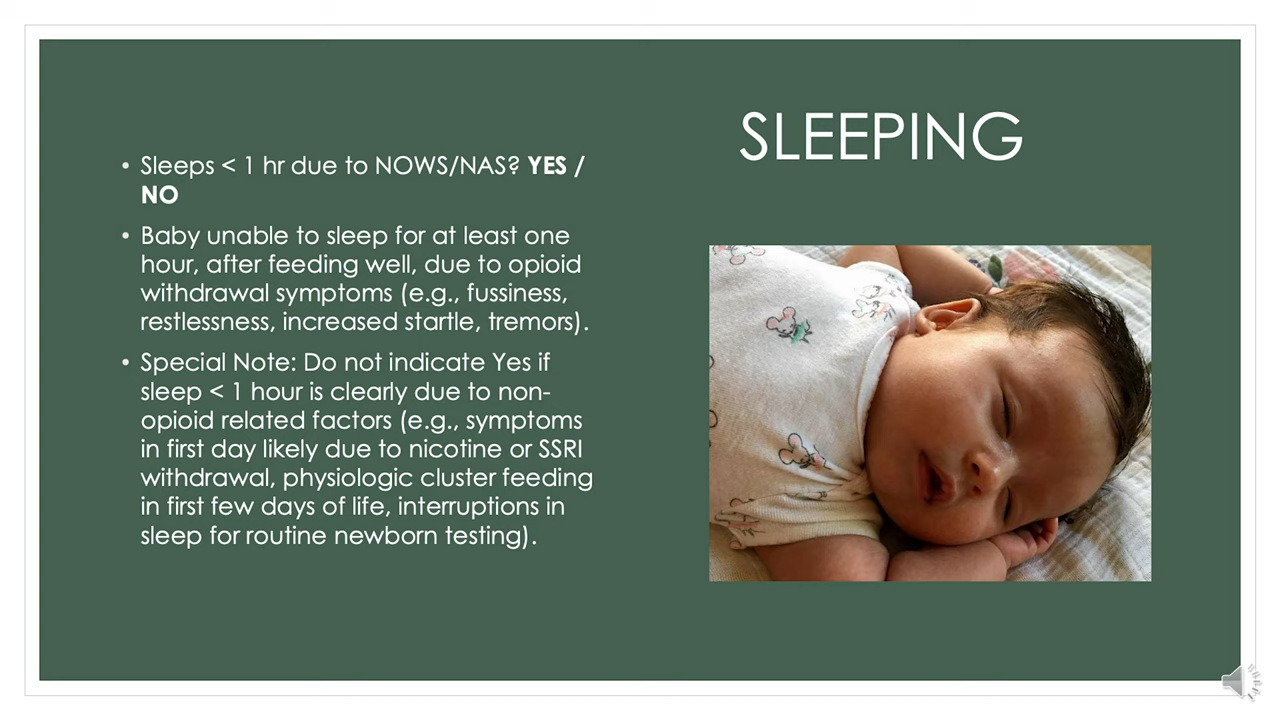 SLEEPING
• Sleeps < 1 hr due to NOWS/NAS? YES /
NO
• Baby unable to sleep for at least one
hour, after feeding well, due to opioid
withdrawal symptoms (e.g., fussiness,
restlessness, increased startle, tremors).
• Special Note: Do not indicate Yes if
sleep < 1 hour is clearly due to non-
opioid related factors (e.g., symptoms
in first day likely due to nicotine or SSRI
withdrawal, physiologic cluster feeding
in first few days of life, interruptions in
sleep for routine newborn testing).